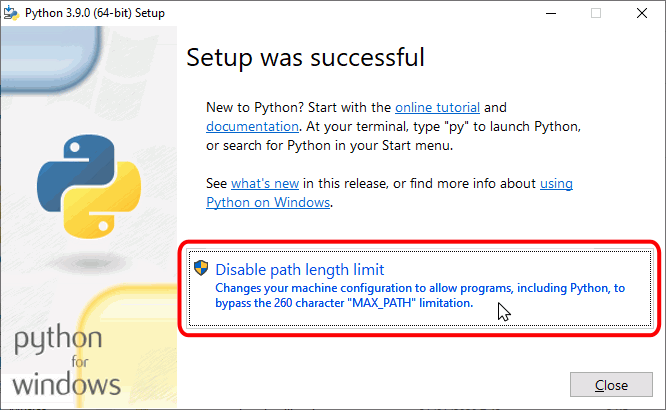 Python 3.9.0 (64-bit) Setup
Setup was successful
New to Python? Start with the online tutorial and
documentation. At your terminal, type "py" to launch Python,
or search for Python in your Start menu.
See what's new in this release, or find more info about using
Python on Windows.
Disable path length limit
Changes your machine configuration to allow programs, including Python, to
bypass the 260 character "MAX_PATH" limitation.
python
for
windows
Close